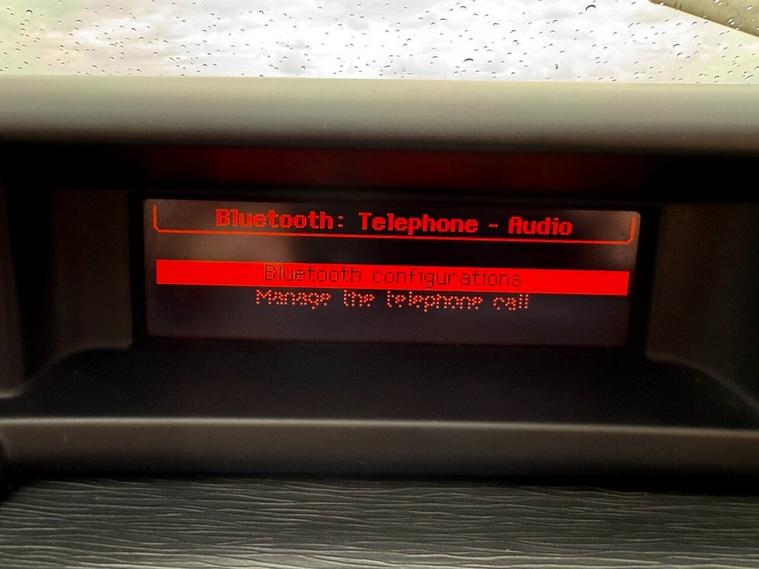 Bluetooth: Telephone - Audio
Bluetooth configurations
Manage the telephone call